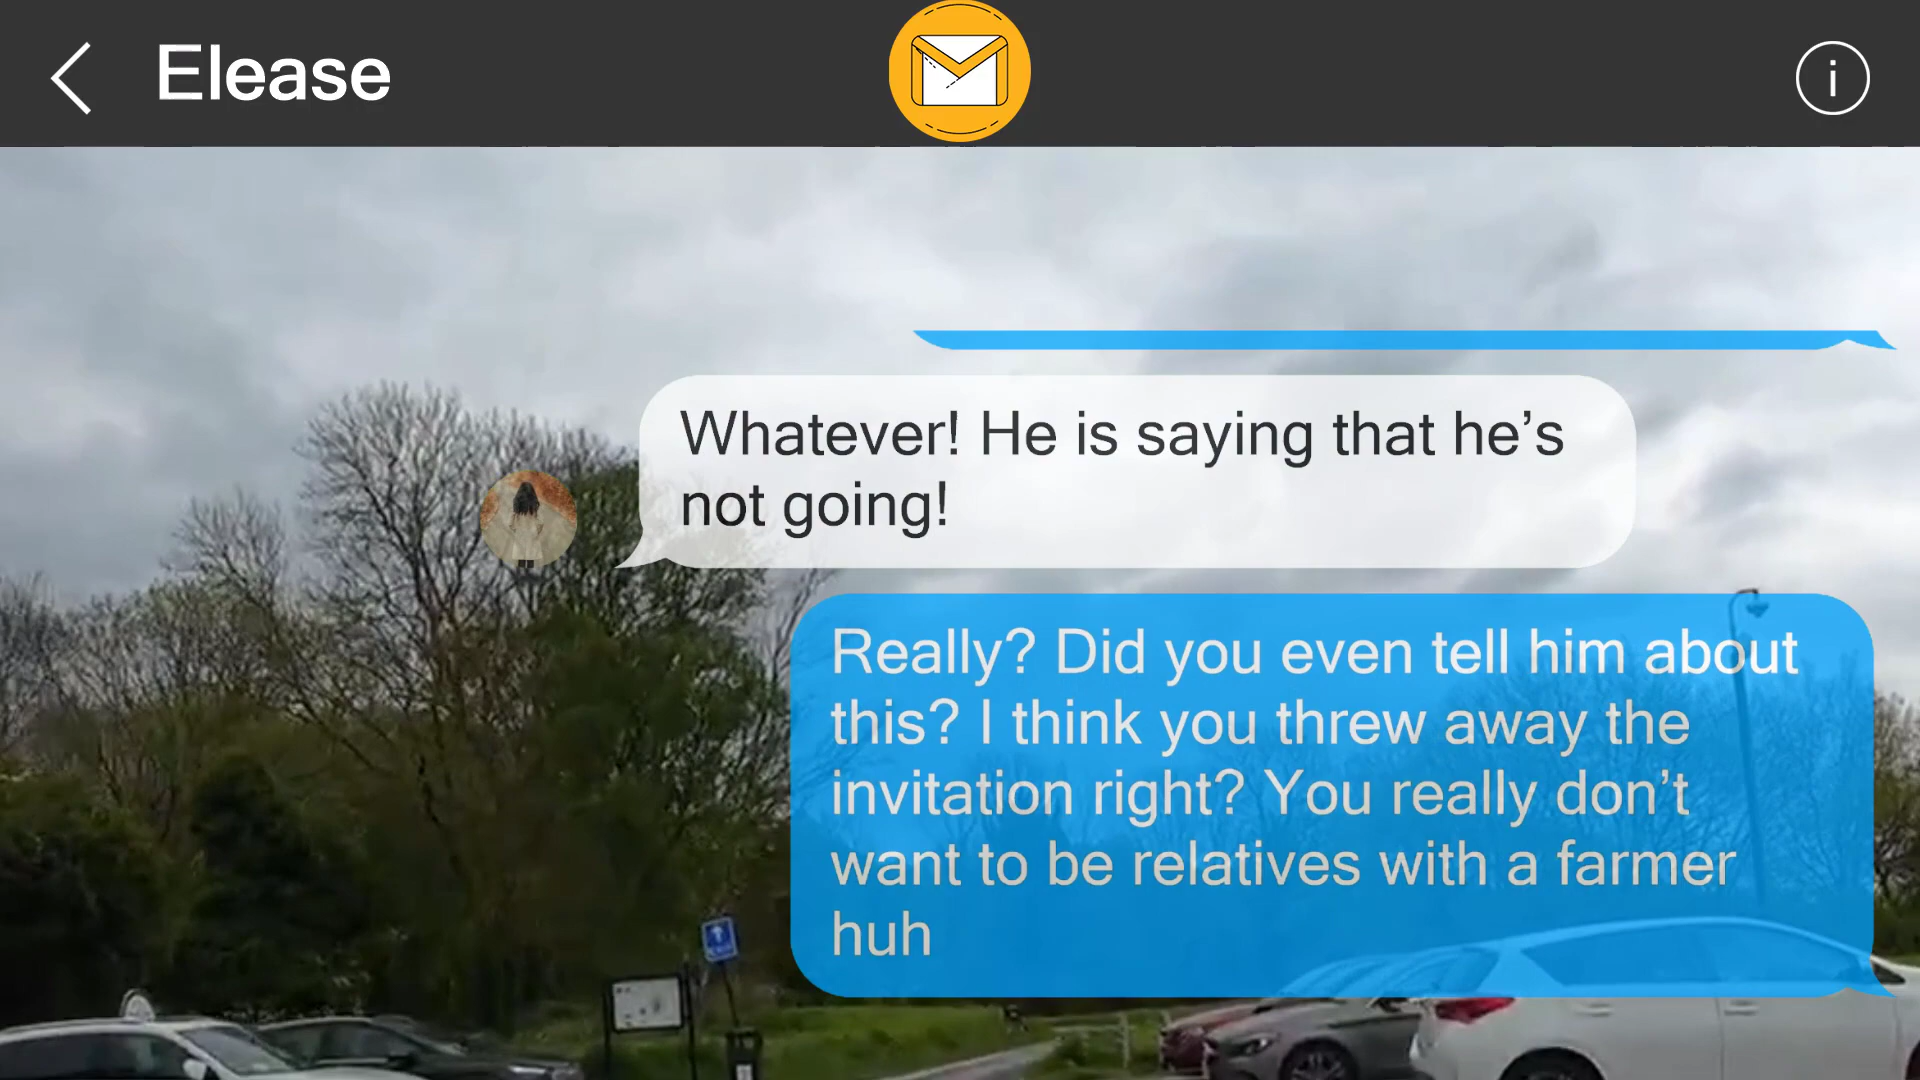 Elease
Whatever! He is saying that he’s
not going!
Really? Did you even tell him about
this? I think you threw away the
invitation right? You really don’t
want to be relatives with a farmer
huh